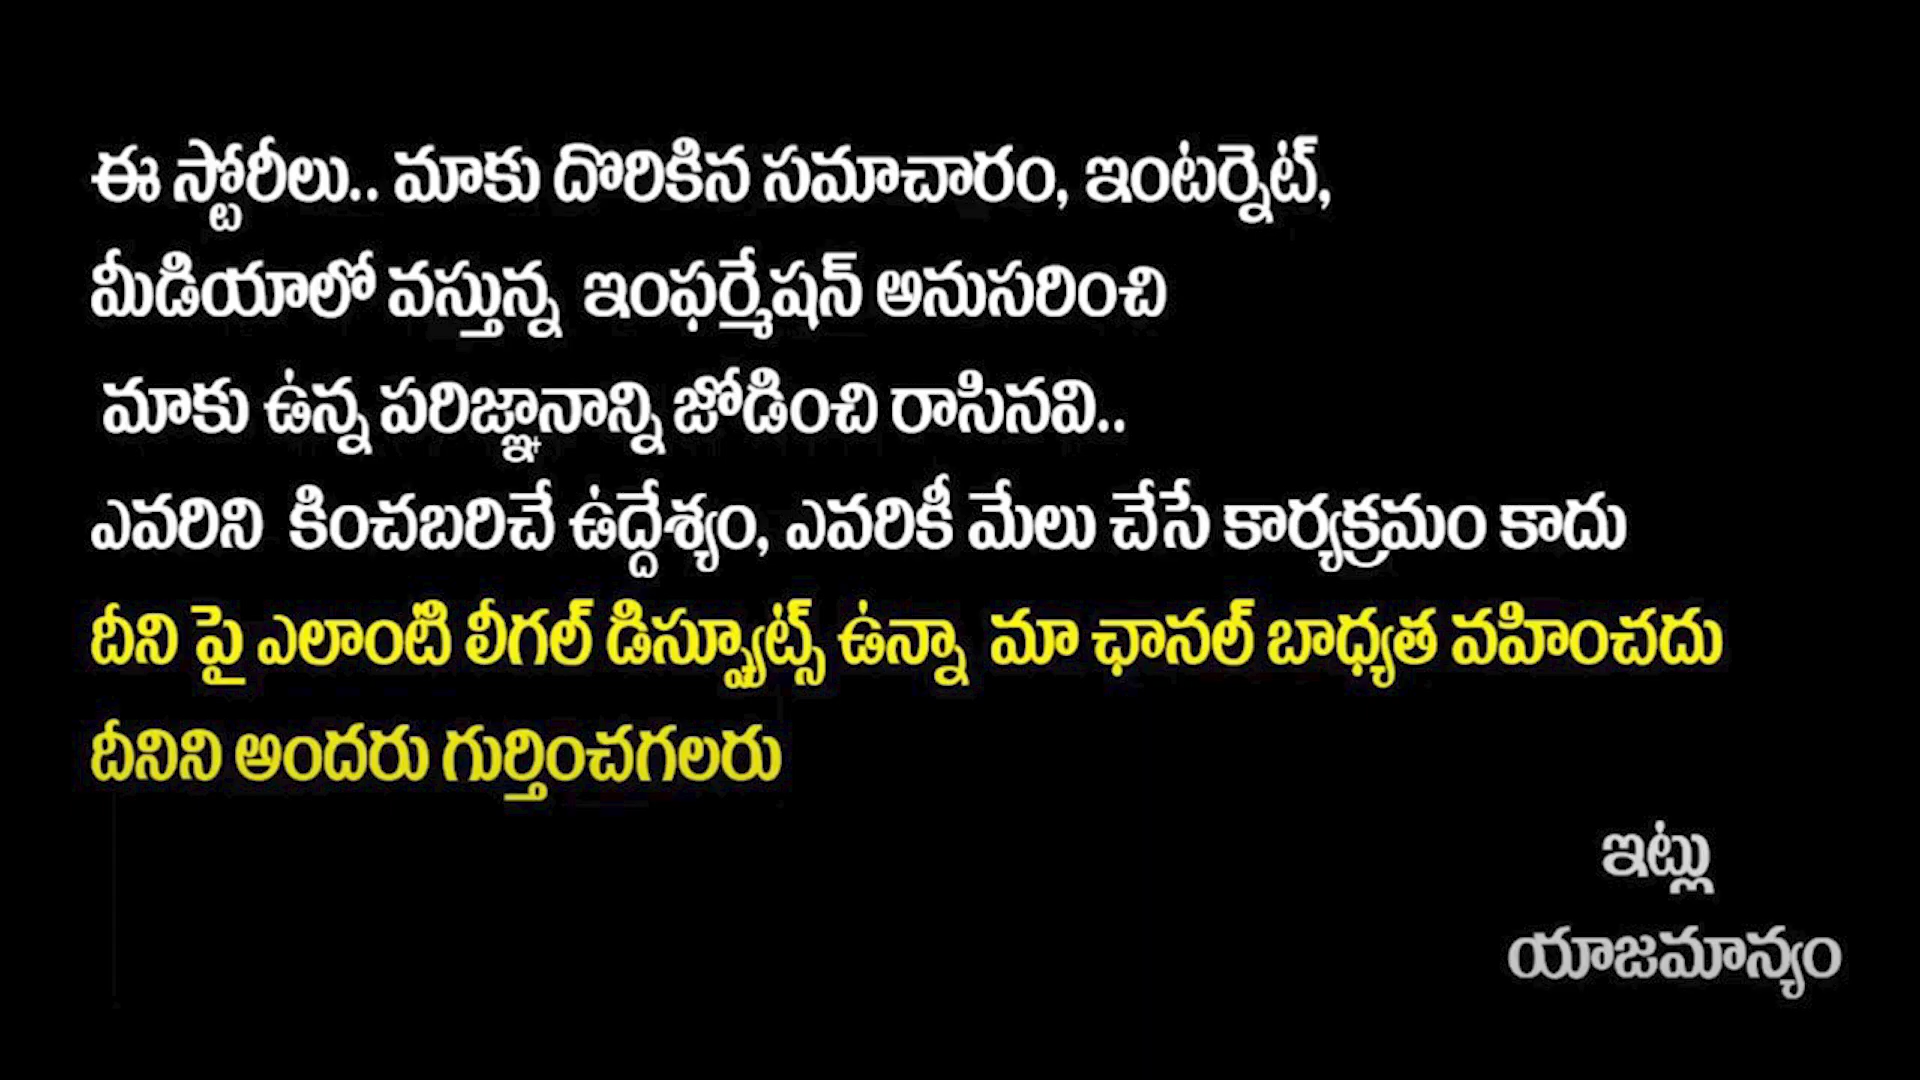 ఈ స్టోరీలు.. మాకు దొరికిన సమాచారం, ఇంటర్నెట్,
మీడియాలో వస్తున్న ఇంఫర్మేషన్ అనుసరించి
మాకు ఉన్న పరిజ్ఞానాన్ని జోడించి రాసినవి..
ఎవరిని కించబరిచే ఉద్దేశ్యం, ఎవరికీ మేలు చేసే కార్యక్రమం కాదు
దీని పై ఎలాంటి లీగల్ డిస్ప్యూట్స్ ఉన్నా మా ఛానల్ బాధ్యత వహించదు
దీనిని అందరు గుర్తించగలరు
ఇట్లు
యాజమాన్యం